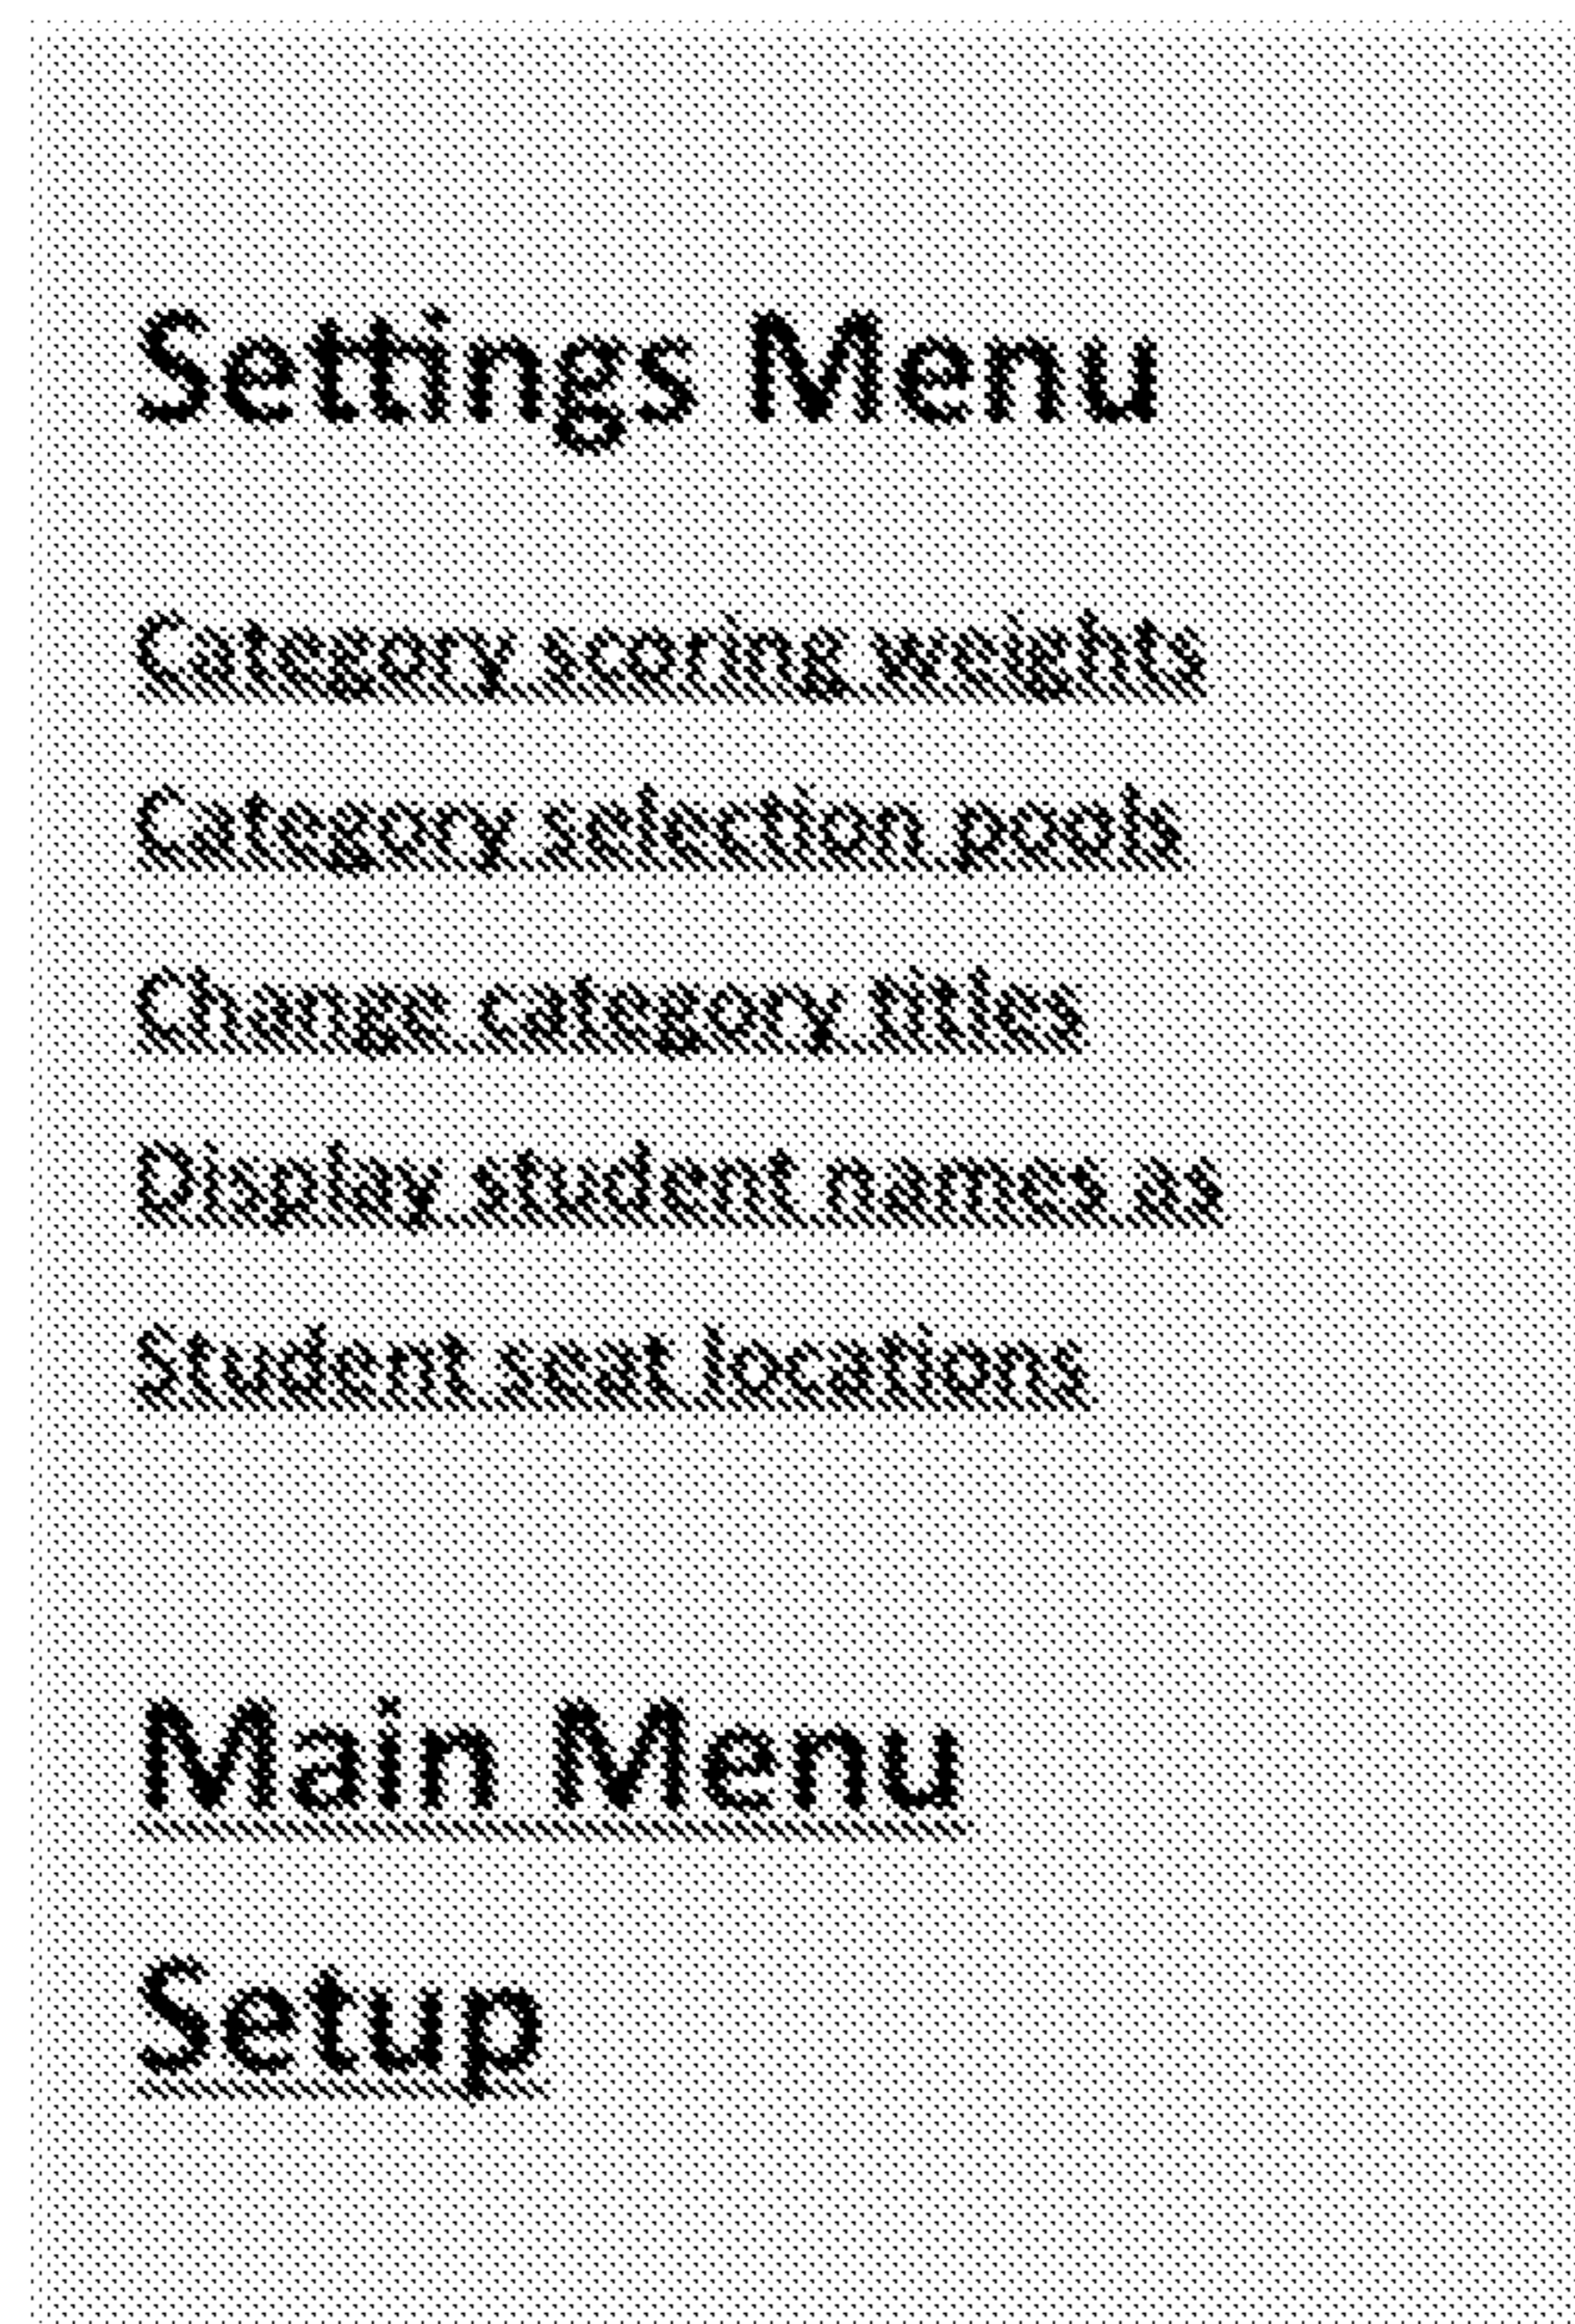 Settings Menu
Category scoring weights
Category selection pools
Change category titles
Display student names as
Student seat locations
Main Menu
Setup